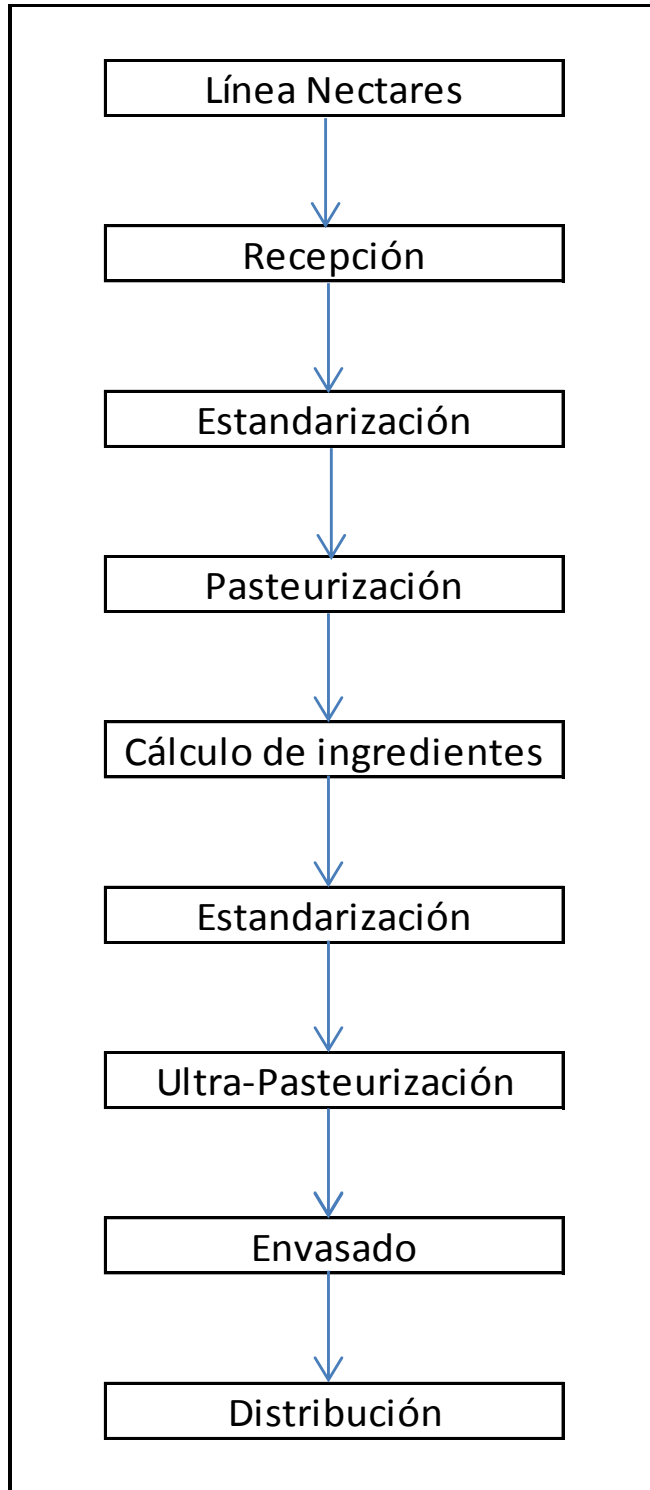 Línea Nectares
Recepción
Estandarización
Pasteurización
Cálculo de ingredientes
Estandarización
Ultra-Pasteurización
Envasado
Distribución